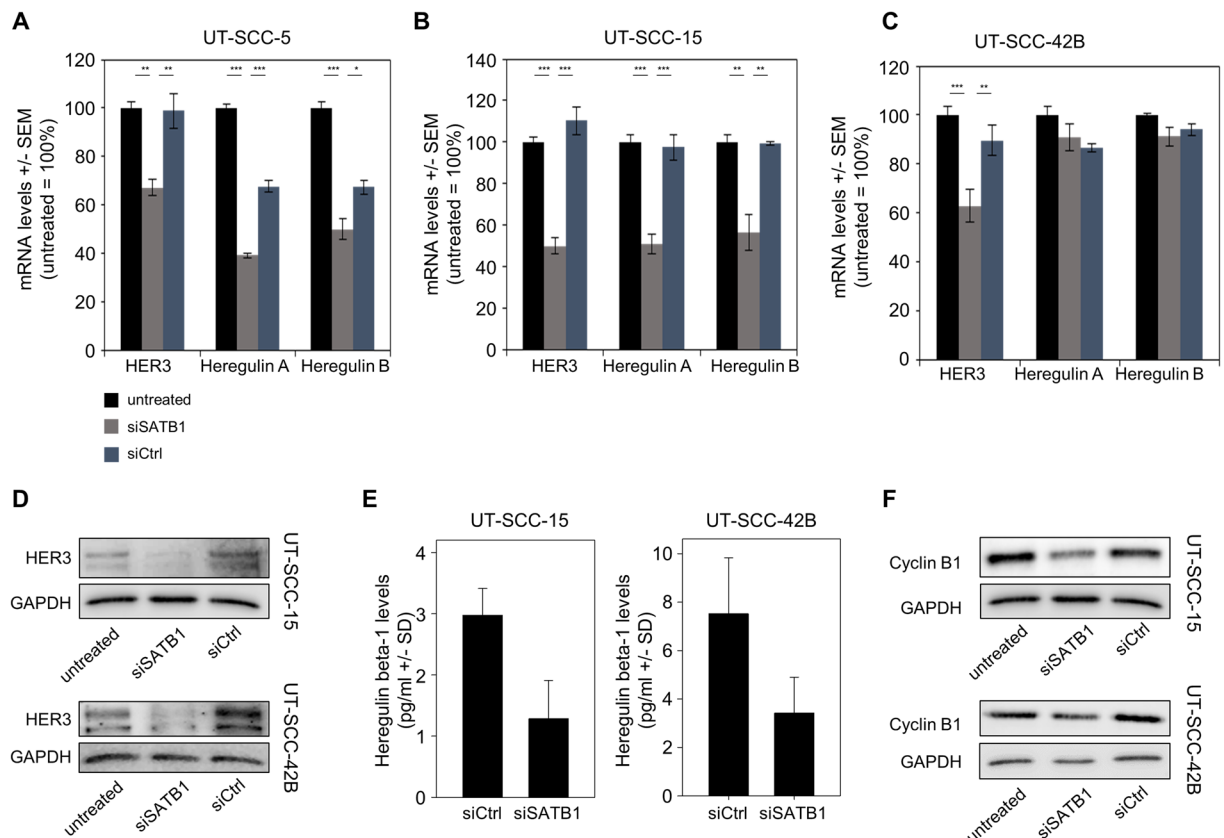 A
UT-SCC-5
mRNA levels +/- SEM
(untreated = 100%)
120
100
80
60
40
20
0
** **
*** ***
*** *
HER3 Heregulin A Heregulin B
untreated
siSATB1
siCtrl
B
UT-SCC-15
mRNA levels +/- SEM
(untreated = 100%)
140
120
100
80
60
40
20
0
*** ***
*** ***
** **
HER3 Heregulin A Heregulin B
C
UT-SCC-42B
mRNA levels +/- SEM
(untreated = 100%)
120
100
80
60
40
20
0
*** **
HER3 Heregulin A Heregulin B
D
HER3
GAPDH
untreated siSATB1 siCtrl
UT-SCC-15
HER3
GAPDH
untreated siSATB1 siCtrl
UT-SCC-42B
E
UT-SCC-15
Heregulin beta-1 levels
(pg/ml +/- SD)
4
3
2
1
0
siCtrl siSATB1
UT-SCC-42B
Heregulin beta-1 levels
(pg/ml +/- SD)
10
8
6
4
2
0
siCtrl siSATB1
F
Cyclin B1
GAPDH
untreated siSATB1 siCtrl
UT-SCC-15
Cyclin B1
GAPDH
untreated siSATB1 siCtrl
UT-SCC-42B